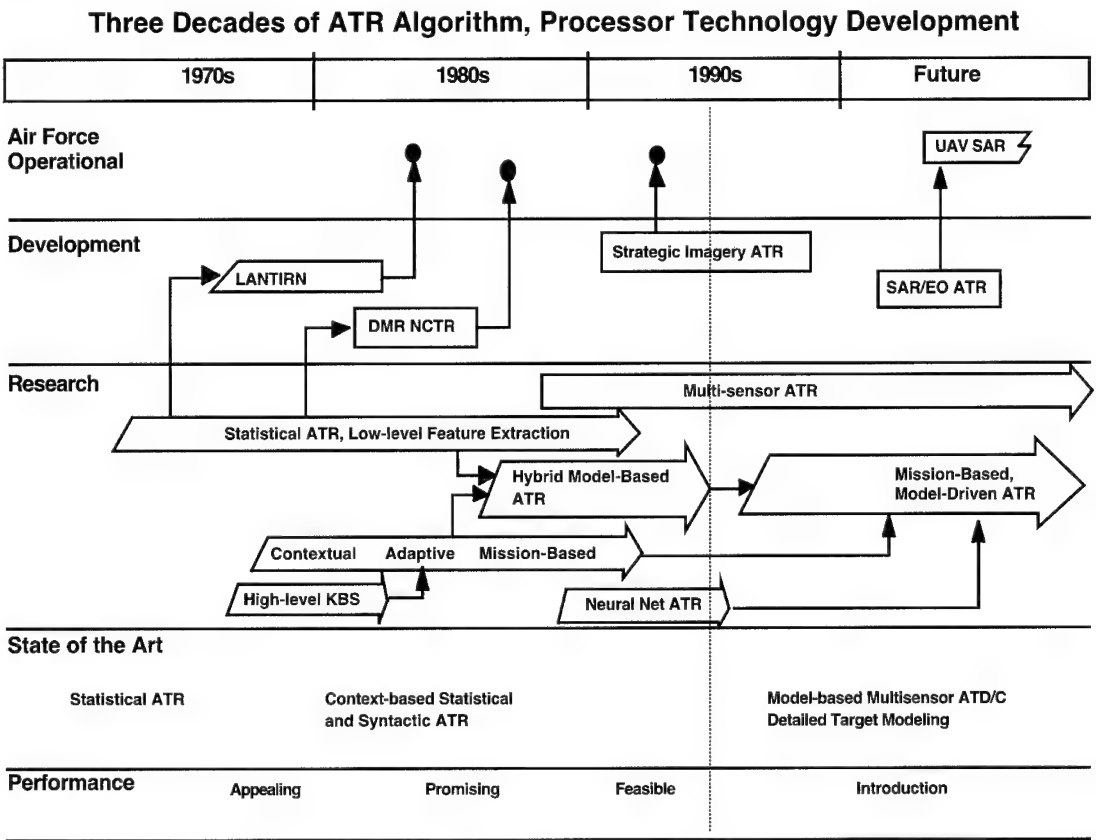 Three Decades of ATR Algorithm, Processor Technology Development
1970s
1980s
1990s
Future
Air Force
Operational
UAV SAR
Development
Strategic Imagery ATR
LANTIRN
SAR/EO ATR
DMR NCTR
Research
Multi-sensor ATR
Statistical ATR, Low-level Feature Extraction
Hybrid Model-Based
ATR
Mission-Based,
Model-Driven ATR
Contextual Adaptive Mission-Based
High-level KBS
Neural Net ATR
State of the Art
Statistical ATR
Context-based Statistical
and Syntactic ATR
Model-based Multisensor ATD/C
Detailed Target Modeling
Performance
Appealing
Promising
Feasible
Introduction